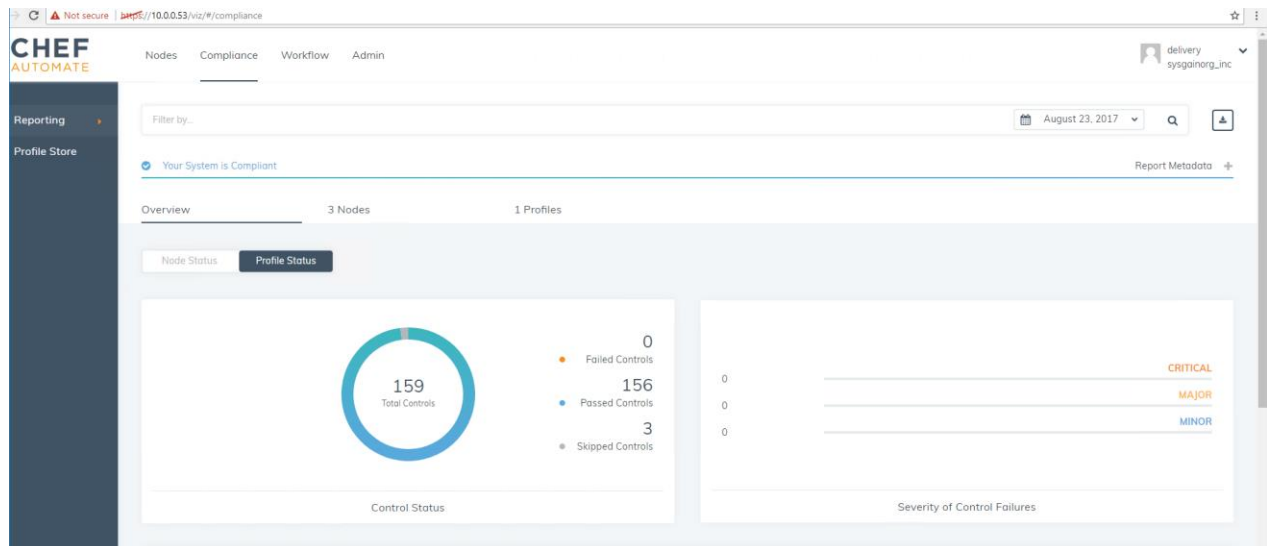 Not secure | https://10.0.0.53/viz/#/compliance
CHEF
AUTOMATE
Nodes Compliance Workflow Admin
delivery
sysgainorg_inc
Reporting
Profile Store
Filter by...
August 23, 2017
Your System is Compliant
Report Metadata +
Overview 3 Nodes 1 Profiles
Node Status Profile Status
159
Total Controls
0
Failed Controls
156
Passed Controls
3
Skipped Controls
Control Status
0 CRITICAL
0 MAJOR
0 MINOR
Severity of Control Failures